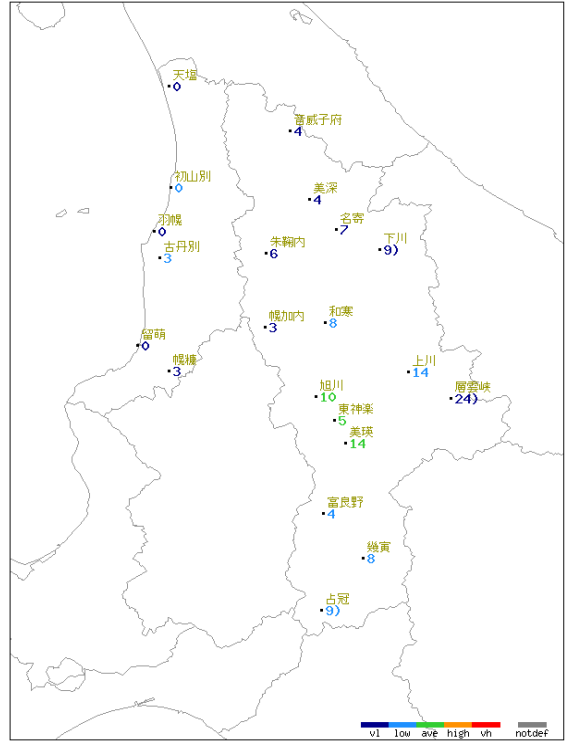 天塩
0
音威子府
4
初山別
0
美深
4
名寄
7
羽幌
0
下川
9)
古丹別
3
朱鞠内
6
幌加内
3
和寒
8
留萌
0
幌糠
3
上川
14
旭川
10
層雲峡
24)
東神楽
5
美瑛
14
富良野
4
幾寅
8
占冠
9)
vl low ave high vh notdef